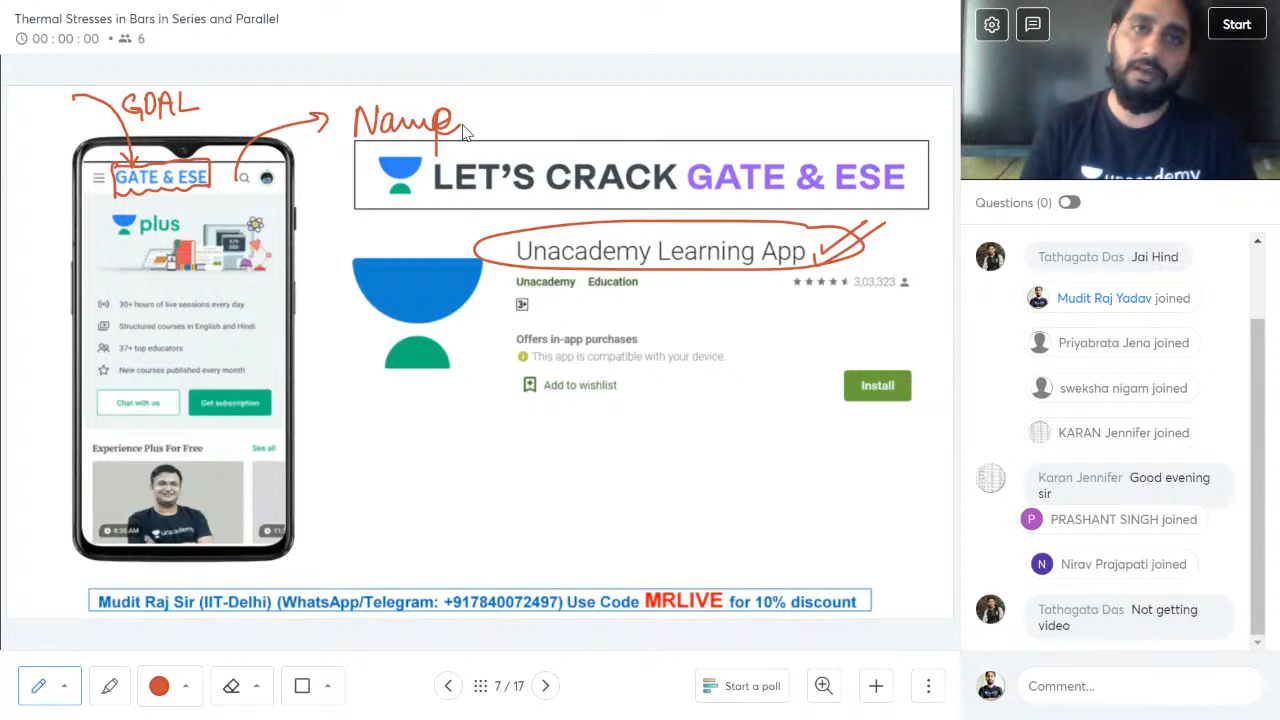 Thermal Stresses in Bars in Series and Parallel
00 : 00 : 00 • 6
Start
GOAL
Name
GATE & ESE
LET'S CRACK GATE & ESE
plus
Unacademy Learning App
Unacademy Education
3,03,323
3+
Offers in-app purchases
This app is compatible with your device.
Add to wishlist
Install
30+ hours of live sessions every day
Structured courses in English and Hindi
37+ top educators
New courses published every month
Chat with us
Get subscription
Experience Plus For Free
See all
unacademy
8:30 AM
11:
Mudit Raj Sir (IIT-Delhi) (WhatsApp/Telegram: +917840072497) Use Code MRLIVE for 10% discount
7 / 17
Start a poll
unacademy
Questions (0)
Tathagata Das Jai Hind
Mudit Raj Yadav joined
Priyabrata Jena joined
sweksha nigam joined
KARAN Jennifer joined
Karan Jennifer Good evening
sir
P PRASHANT SINGH joined
N Nirav Prajapati joined
Tathagata Das Not getting
video
Comment...